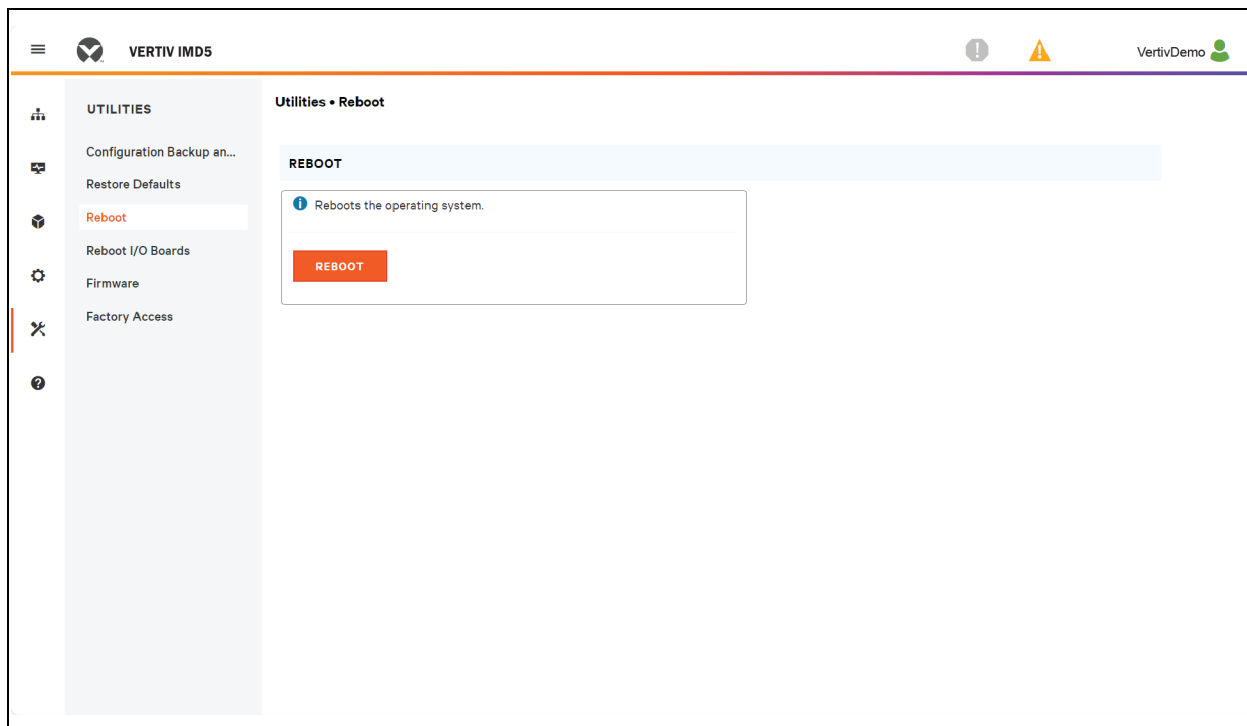 VERTIV IMD5
VertivDemo
UTILITIES
Configuration Backup an...
Restore Defaults
Reboot
Reboot I/O Boards
Firmware
Factory Access
Utilities • Reboot
REBOOT
Reboots the operating system.
REBOOT